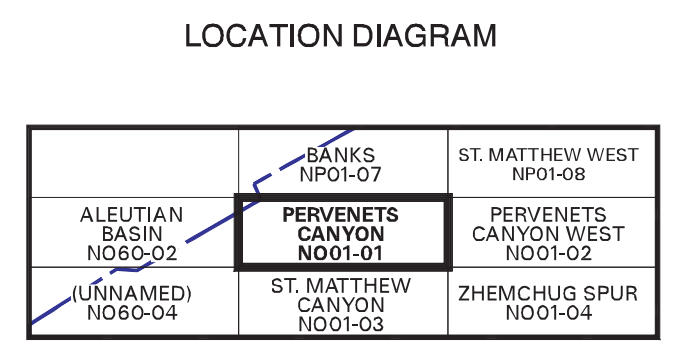 LOCATION DIAGRAM
BANKS
NP01-07
ST. MATTHEW WEST
NP01-08
ALEUTIAN
BASIN
NO60-02
PERVENETS
CANYON
NO01-01
PERVENETS
CANYON WEST
NO01-02
(UNNAMED)
NO60-04
ST. MATTHEW
CANYON
NO01-03
ZHEMCHUG SPUR
NO01-04